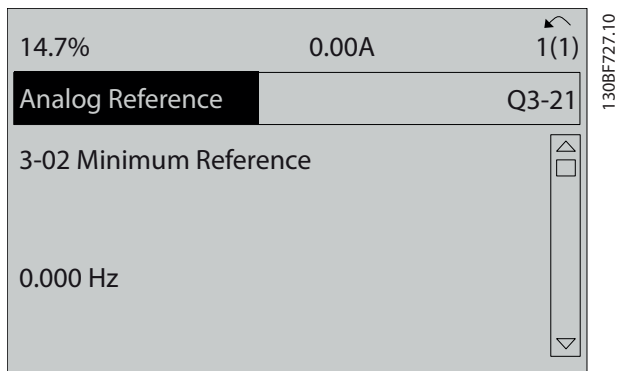 14.7% 0.00A 1(1)
Analog Reference Q3-21
3-02 Minimum Reference
0.000 Hz
130BF727.10